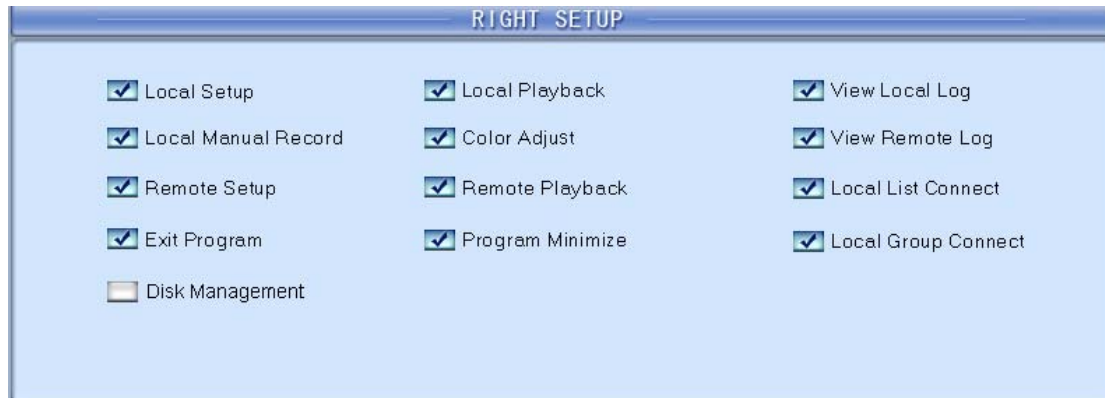 RIGHT SETUP
Local Setup Local Playback View Local Log
Local Manual Record Color Adjust View Remote Log
Remote Setup Remote Playback Local List Connect
Exit Program Program Minimize Local Group Connect
Disk Management